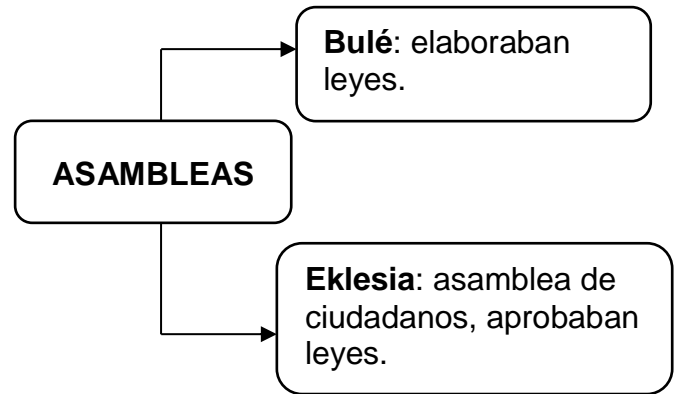 Bulé: elaboraban
leyes.
ASAMBLEAS
Eklesia: asamblea de
ciudadanos, aprobaban
leyes.